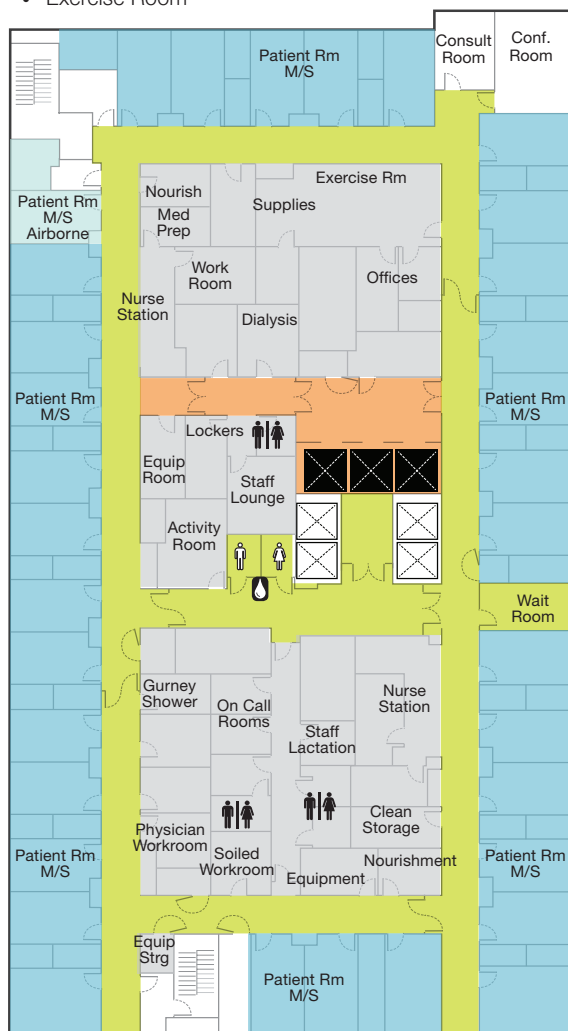 • Exercise Room
Consult
Room
Conf.
Room
Patient Rm
M/S
Exercise Rm
Nourish
Supplies
Med
Prep
Patient Rm
M/S
Airborne
Work
Room
Offices
Nurse
Station
Dialysis
Patient Rm
M/S
Patient Rm
M/S
Lockers
Equip
Room
Staff
Lounge
Activity
Room
Wait
Room
Gurney
Shower
On Call
Rooms
Nurse
Station
Staff
Lactation
Clean
Storage
Physician
Workroom
Soiled
Workroom
Nourishment
Equipment
Patient Rm
M/S
Patient Rm
M/S
Equip
Strg
Patient Rm
M/S